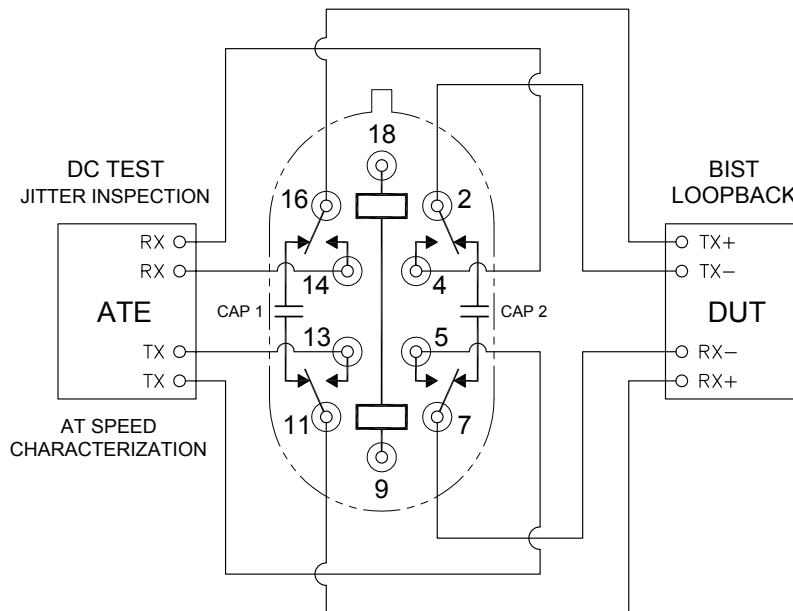 DC TEST
JITTER INSPECTION
RX
RX
ATE
TX
TX
AT SPEED
CHARACTERIZATION
18
16
2
14
4
CAP 1
CAP 2
13
5
11
7
9
BIST
LOOPBACK
TX+
TX-
DUT
RX-
RX+